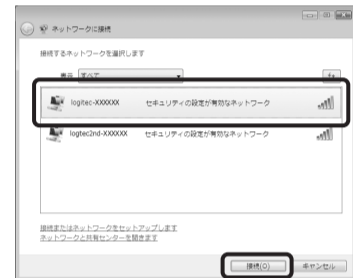 ネットワークに接続
接続するネットワークを選択します
表示 すべて
logitec-XXXXXX セキュリティの設定が有効なネットワーク
logtec2nd-XXXXXX セキュリティの設定が有効なネットワーク
接続またはネットワークをセットアップします
ネットワークと共有センターを開きます
接続(O) キャンセル